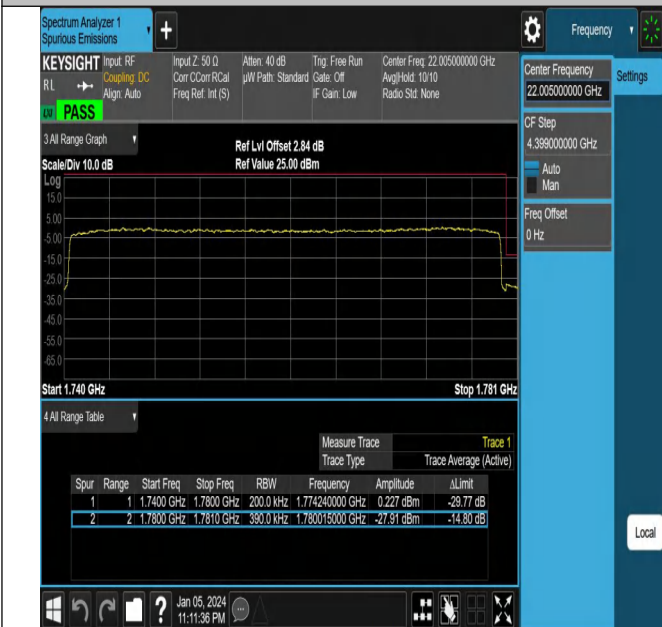 Spectrum Analyzer 1
Spurious Emissions
Frequency
KEYSIGHT
RL
PASS
Input: RF
Coupling: DC
Align: Auto
Input Z: 50 Ω
Corr CCorr RCal
Freq Ref: Int (S)
Atten: 40 dB
µW Path: Standard
Trig: Free Run
Gate: Off
IF Gain: Low
Center Freq: 22.005000000 GHz
Avg|Hold: 10/10
Radio Std: None
Center Frequency
22.005000000 GHz
Settings
CF Step
4.399000000 GHz
Auto
Man
Freq Offset
0 Hz
3 All Range Graph
Ref Lvl Offset 2.84 dB
Scale/Div 10.0 dB
Ref Value 25.00 dBm
Log
15.0
5.00
-5.00
-15.0
-25.0
-35.0
-45.0
-55.0
-65.0
Start 1.740 GHz
Stop 1.781 GHz
4 All Range Table
Measure Trace Trace 1
Trace Type Trace Average (Active)
Spur Range Start Freq Stop Freq RBW Frequency Amplitude ΔLimit
1 1 1.7400 GHz 1.7800 GHz 200.0 kHz 1.774240000 GHz 0.227 dBm -29.77 dB
2 2 1.7800 GHz 1.7810 GHz 390.0 kHz 1.780015000 GHz -27.91 dBm -14.80 dB
Local
?
Jan 05, 2024
11:11:36 PM